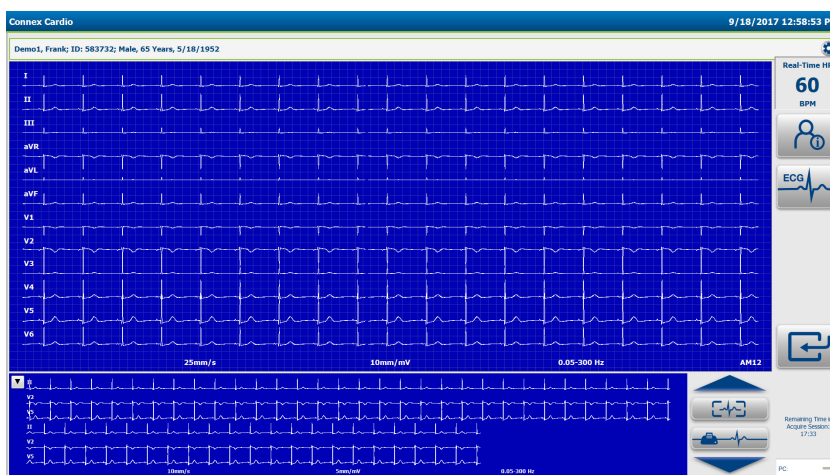 Connex Cardio
9/18/2017 12:58:53 P
Demo1, Frank; ID: 583732; Male, 65 Years, 5/18/1952
Real-Time HR
60
BPM
I
II
III
aVR
aVL
aVF
V1
V2
V3
V4
V5
V6
ECG
25mm/s
10mm/mV
0.05-300 Hz
AM12
II
V2
V5
II
V2
V5
10mm/s
5mm/mV
0.05-300 Hz
Remaining Time in
Acquire Session:
17:33
PC: